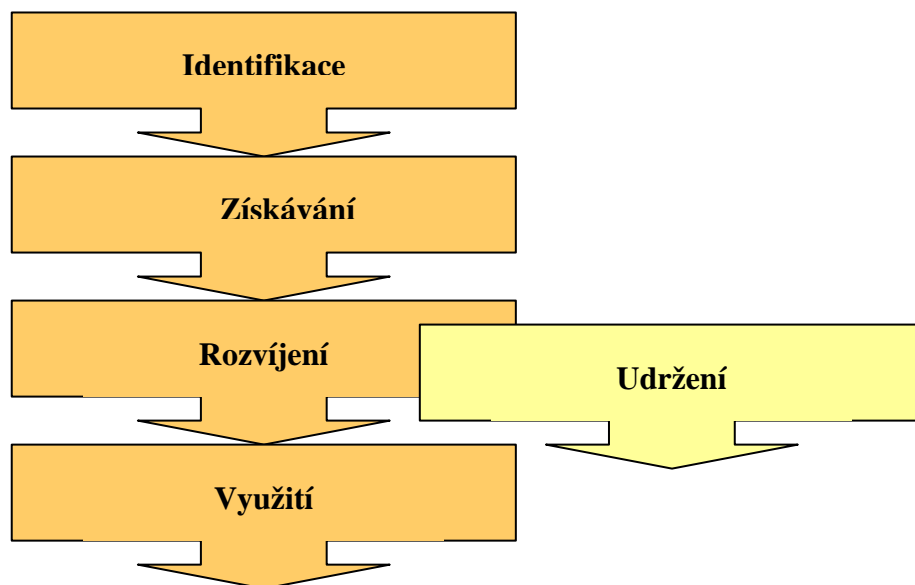 Identifikace
Získávání
Rozvíjení
Udržení
Využití